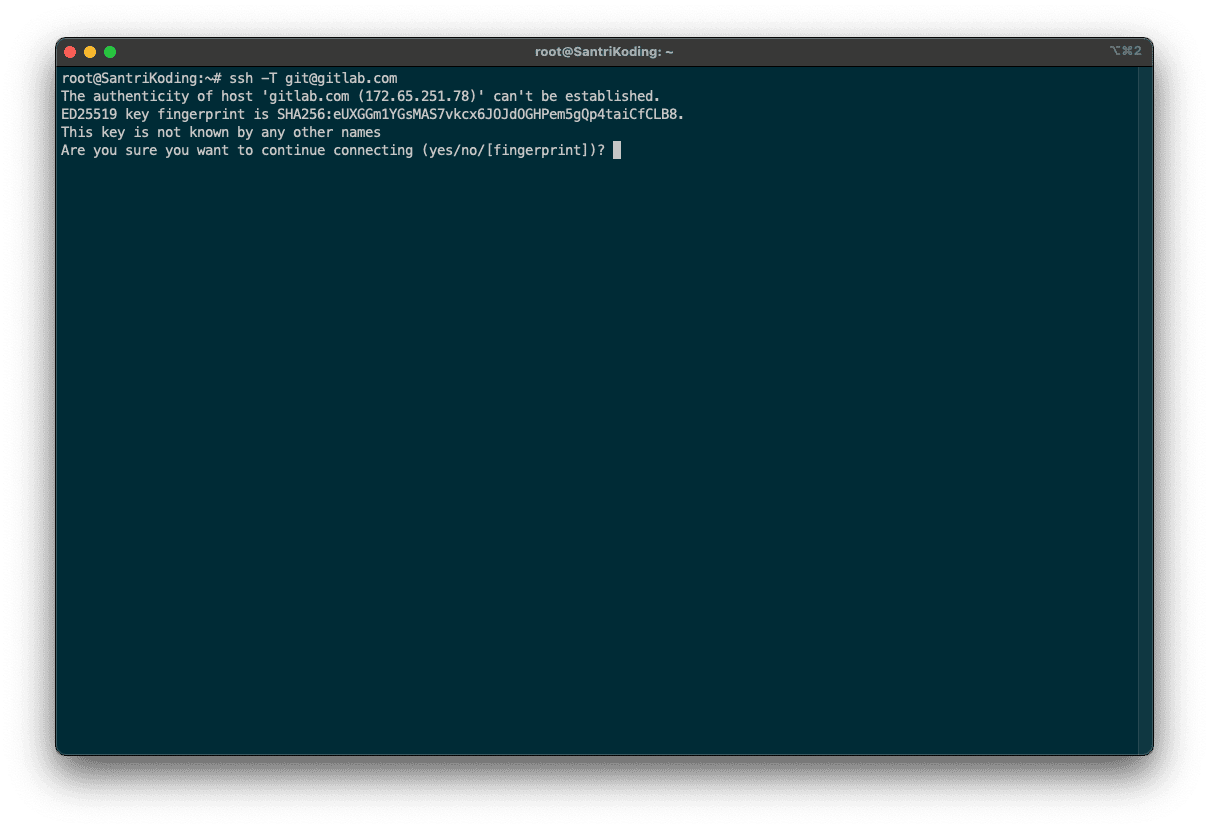 root@SantriKoding: ~
⌥⌘2
root@SantriKoding:~# ssh -T git@gitlab.com
The authenticity of host 'gitlab.com (172.65.251.78)' can't be established.
ED25519 key fingerprint is SHA256:eUXGGm1YGsMAS7vkcx6JOJdOGHPem5gQp4taiCfCLB8.
This key is not known by any other names
Are you sure you want to continue connecting (yes/no/[fingerprint])?